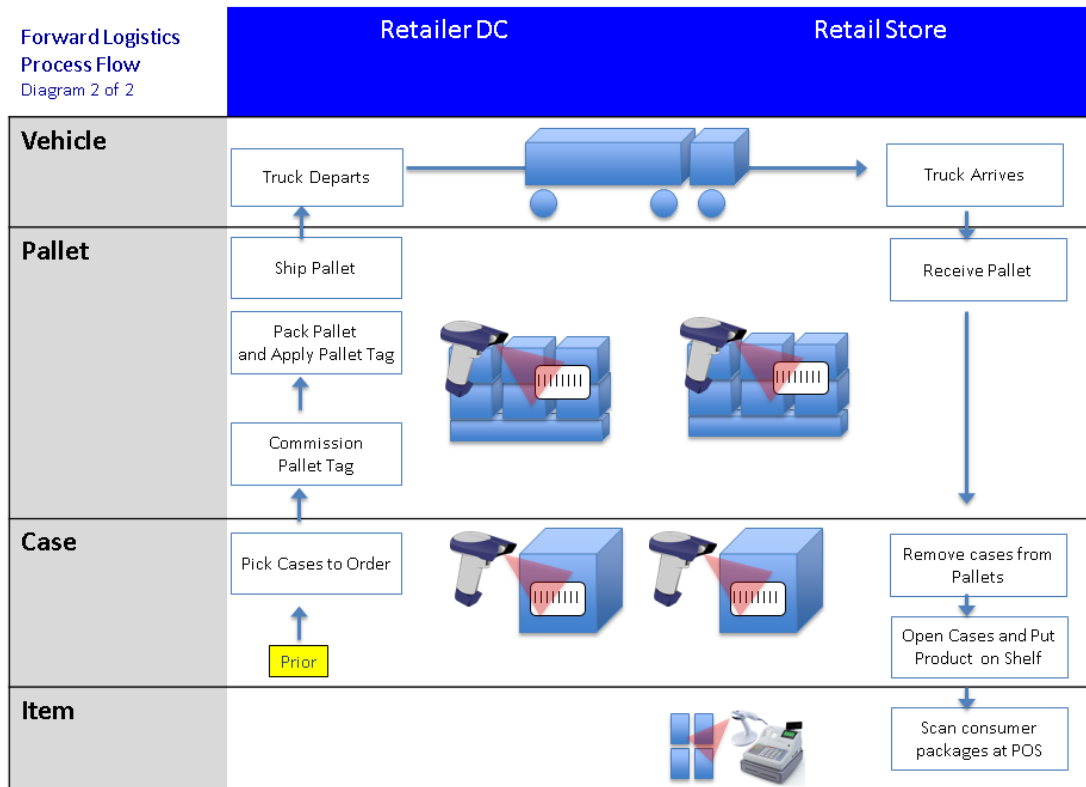 Forward Logistics
Process Flow
Diagram 2 of 2
Retailer DC
Retail Store
Vehicle
Truck Departs
Truck Arrives
Pallet
Ship Pallet
Receive Pallet
Pack Pallet
and Apply Pallet Tag
Commission
Pallet Tag
Case
Pick Cases to Order
Remove cases from
Pallets
Prior
Open Cases and Put
Product on Shelf
Item
Scan consumer
packages at POS